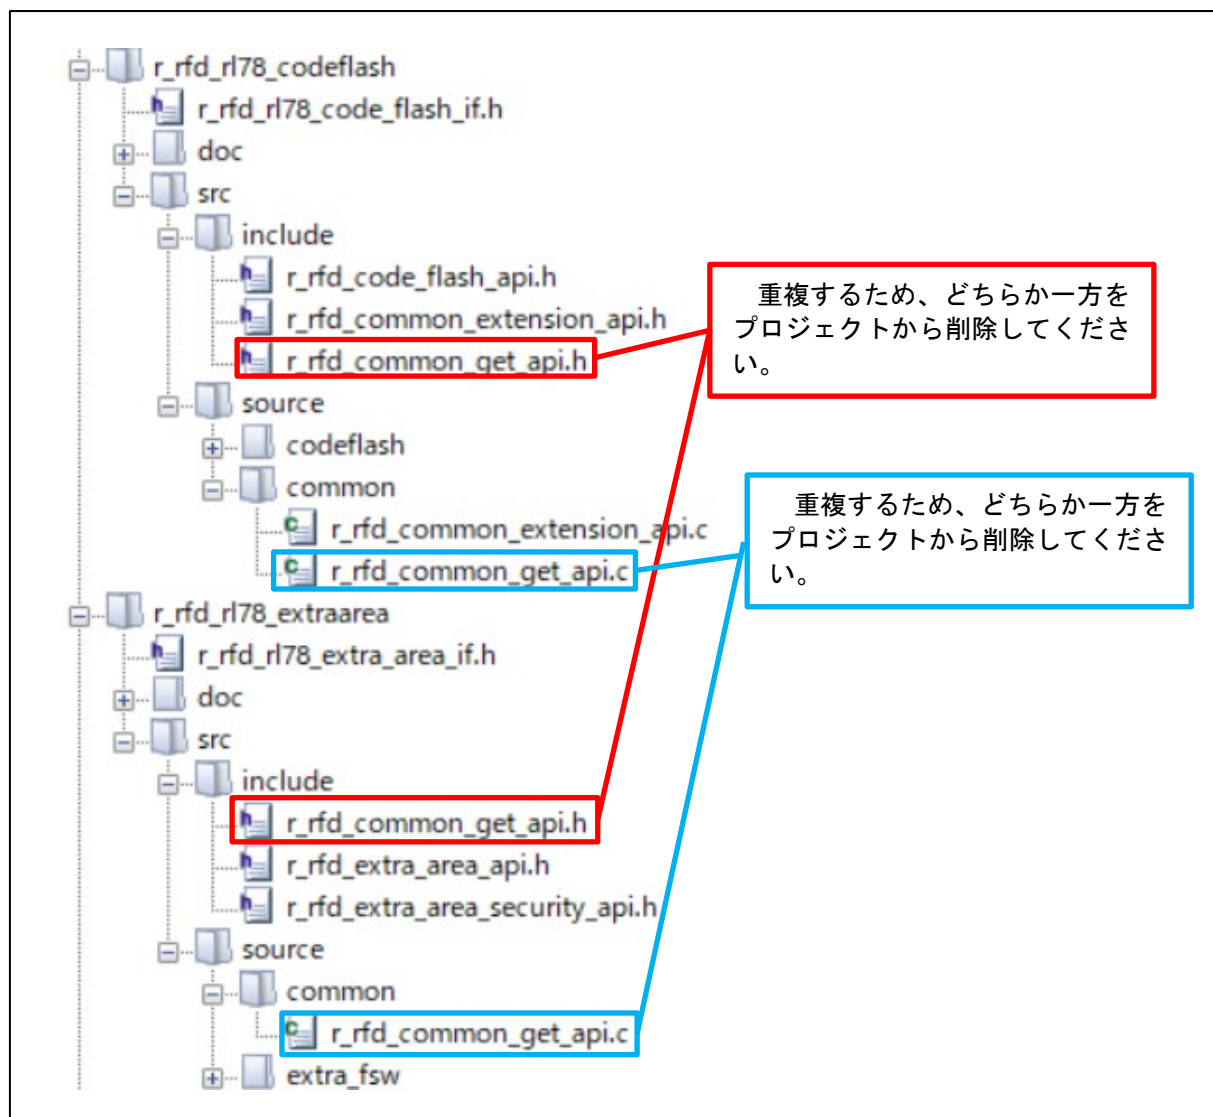 r_rfd_rl78_codeflash
r_rfd_rl78_code_flash_if.h
doc
src
include
r_rfd_code_flash_api.h
r_rfd_common_extension_api.h
r_rfd_common_get_api.h
重複するため、どちらか一方を
プロジェクトから削除してくださ
い。
source
codeflash
common
r_rfd_common_extension_api.c
r_rfd_common_get_api.c
重複するため、どちらか一方を
プロジェクトから削除してくださ
い。
r_rfd_rl78_extraarea
r_rfd_rl78_extra_area_if.h
doc
src
include
r_rfd_common_get_api.h
r_rfd_extra_area_api.h
r_rfd_extra_area_security_api.h
source
common
r_rfd_common_get_api.c
extra_fsw